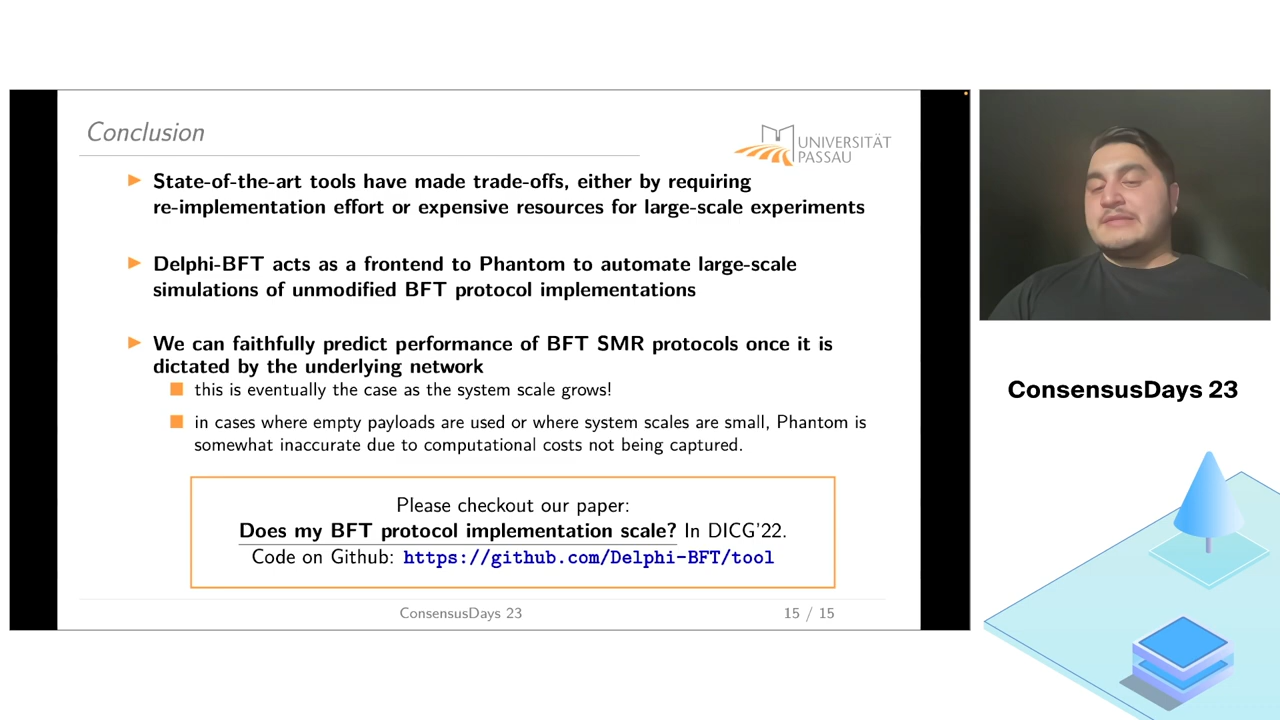 Conclusion
UNIVERSITÄT
PASSAU
State-of-the-art tools have made trade-offs, either by requiring
re-implementation effort or expensive resources for large-scale experiments
Delphi-BFT acts as a frontend to Phantom to automate large-scale
simulations of unmodified BFT protocol implementations
We can faithfully predict performance of BFT SMR protocols once it is
dictated by the underlying network
this is eventually the case as the system scale grows!
in cases where empty payloads are used or where system scales are small, Phantom is
somewhat inaccurate due to computational costs not being captured.
Please checkout our paper:
Does my BFT protocol implementation scale? In DICG'22.
Code on Github: https://github.com/Delphi-BFT/tool
ConsensusDays 23
15 / 15
ConsensusDays 23